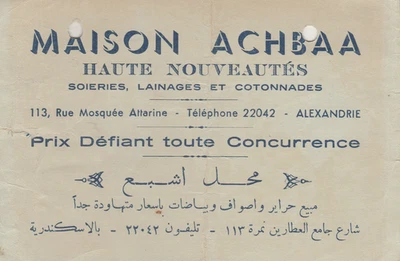 MAISON ACHBAA
HAUTE NOUVEAUTÉS
SOIERIES, LAINAGES ET COTONNADES
113, Rue Mosquée Attarine - Téléphone 22042 - ALEXANDRIE
Prix Défiant toute Concurrence
محل اشبع
مبيع حراير واصواف وبياضات باسعار متهاودة جداً
شارع جامع العطارين نمرة ١١٣ - تليفون ٢٢٠٤٢ - بالاسكندرية